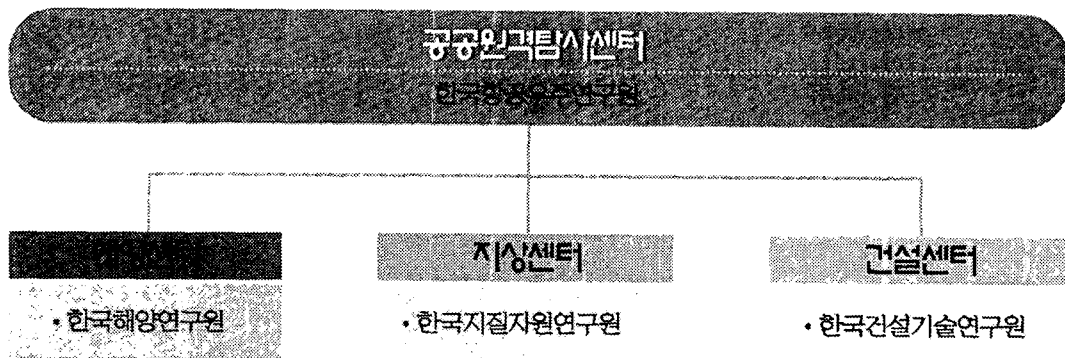 공공원격탐사센터
한국항공우주연구원
지상센터
건설센터
• 한국해양연구원
• 한국지질자원연구원
• 한국건설기술연구원